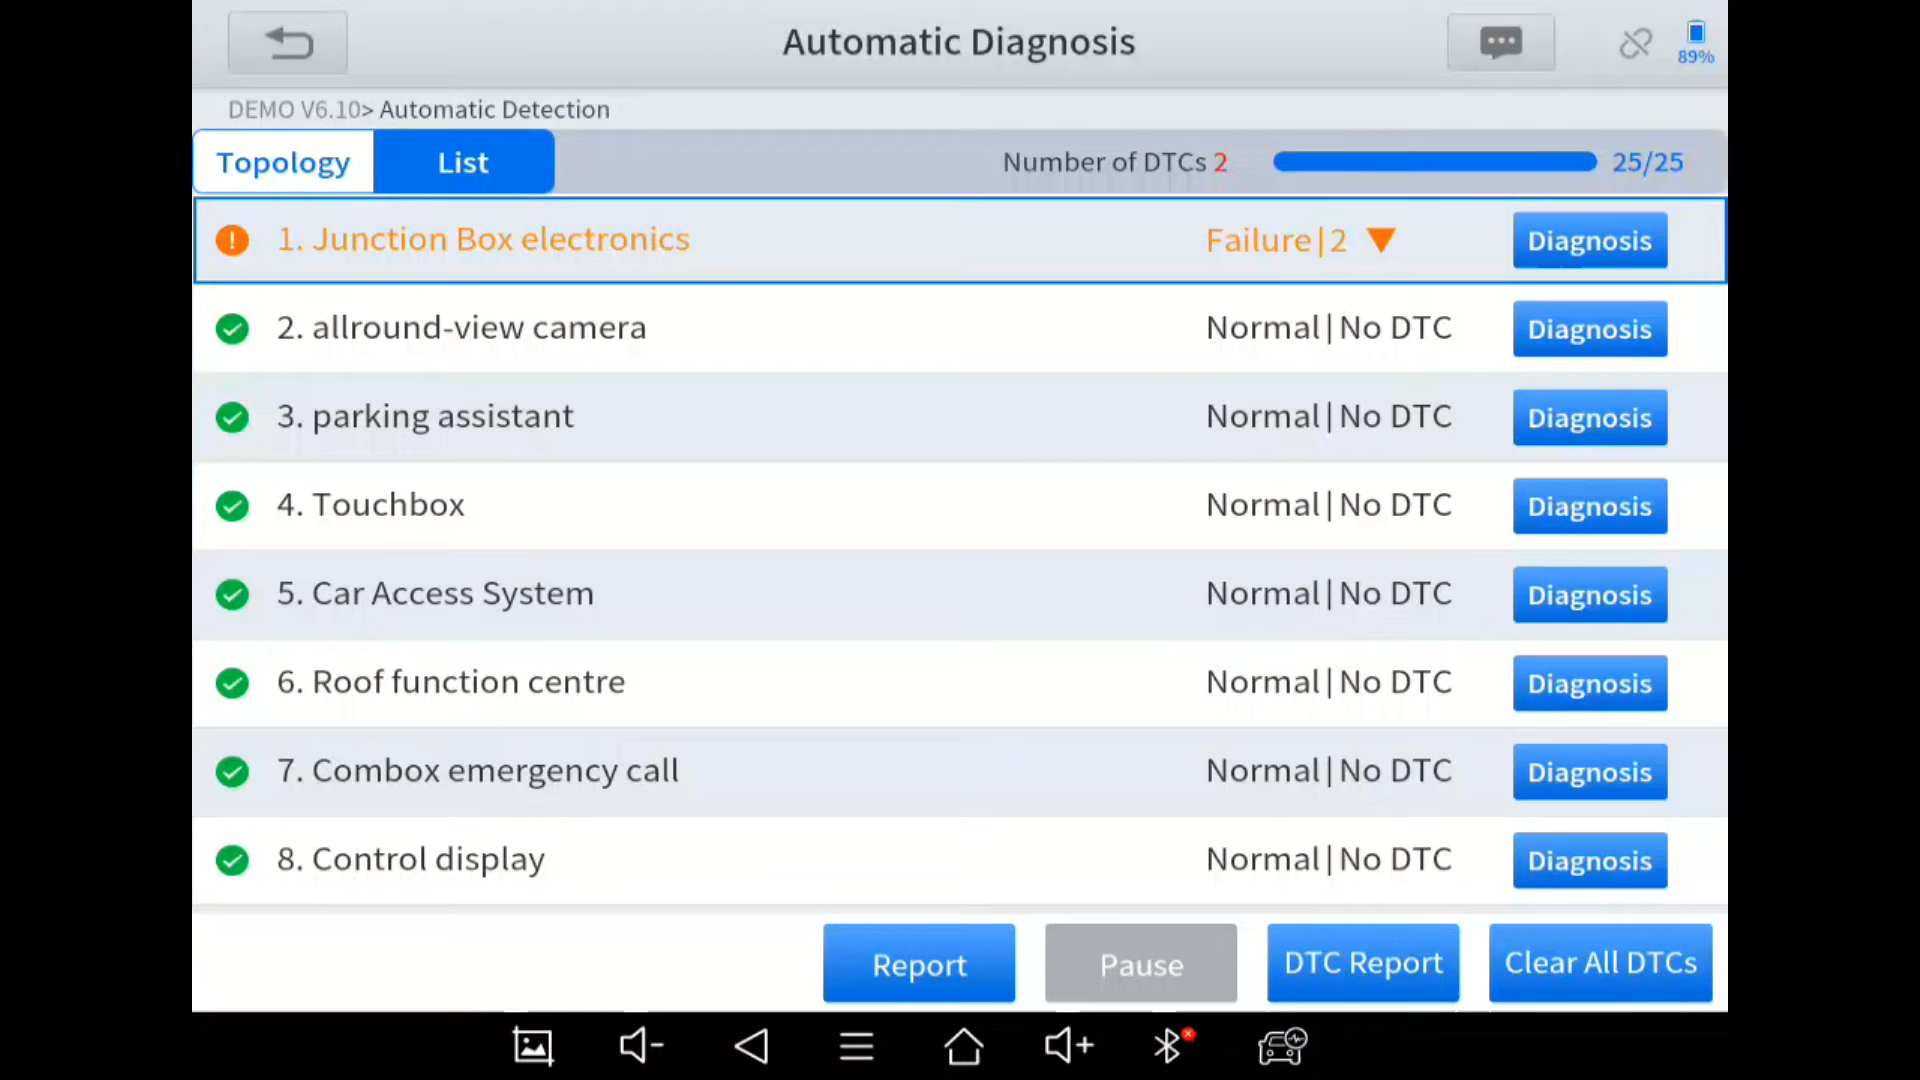 Automatic Diagnosis
89%
DEMO V6.10> Automatic Detection
Topology List Number of DTCs 2 25/25
1. Junction Box electronics Failure|2 Diagnosis
2. allround-view camera Normal|No DTC Diagnosis
3. parking assistant Normal|No DTC Diagnosis
4. Touchbox Normal|No DTC Diagnosis
5. Car Access System Normal|No DTC Diagnosis
6. Roof function centre Normal|No DTC Diagnosis
7. Combox emergency call Normal|No DTC Diagnosis
8. Control display Normal|No DTC Diagnosis
Report Pause DTC Report Clear All DTCs